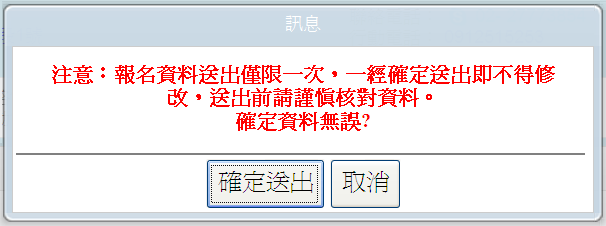 訊息
注意：報名資料送出僅限一次，一經確定送出即不得修
改，送出前請謹慎核對資料。
確定資料無誤?
確定送出 取消